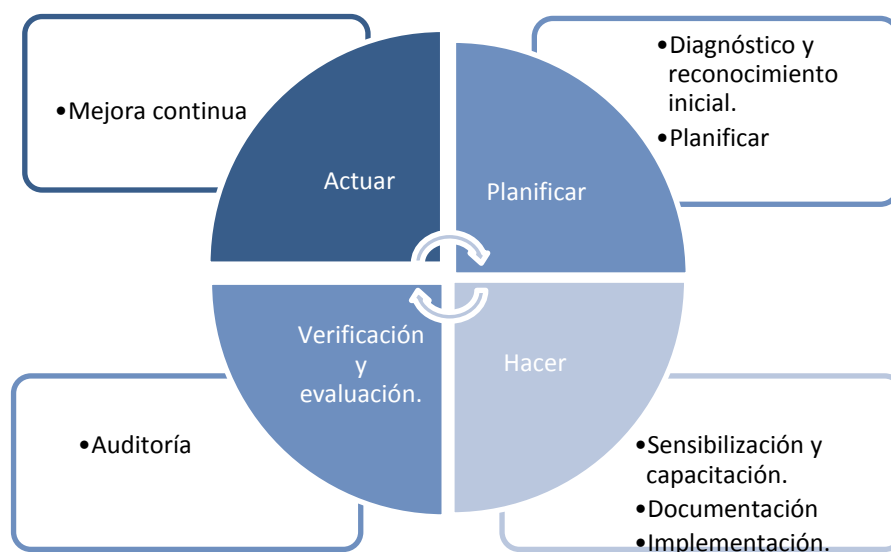 •Mejora continua
Actuar
•Diagnóstico y
reconocimiento
inicial.
•Planificar
Planificar
Verificación
y
evaluación.
•Auditoría
Hacer
•Sensibilización y
capacitación.
•Documentación
•Implementación.